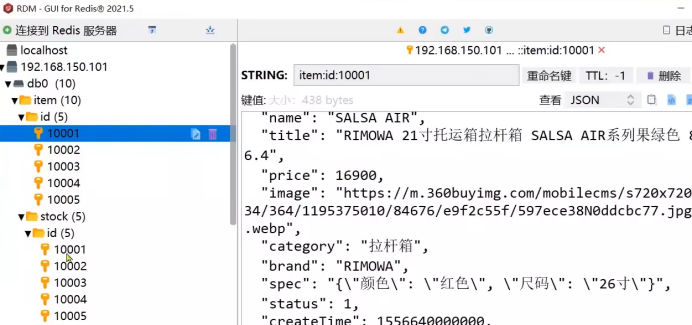 RDM - GUI for Redis® 2021.5
连接到 Redis 服务器
日志
localhost
192.168.150.101
db0 (10)
item (10)
id (5)
10001
10002
10003
10004
10005
stock (5)
id (5)
10001
10002
10003
10004
10005
192.168.150.101 ... ::item:id:10001
STRING: item:id:10001 重命名键 TTL: -1 删除
键值: 大小: 438 bytes 查看 JSON
"name": "SALSA AIR",
"title": "RIMOWA 21寸托运箱拉杆箱 SALSA AIR系列果绿色 8
6.4",
"price": 16900,
"image": "https://m.360buyimg.com/mobilecms/s720x720
34/364/1195375010/84676/e9f2c55f/597ece38N0ddcbc77.jpg
.webp",
"category": "拉杆箱",
"brand": "RIMOWA",
"spec": "{\"颜色\": \"红色\", \"尺码\": \"26寸\"}",
"status": 1,
"createTime": 1556640000000,